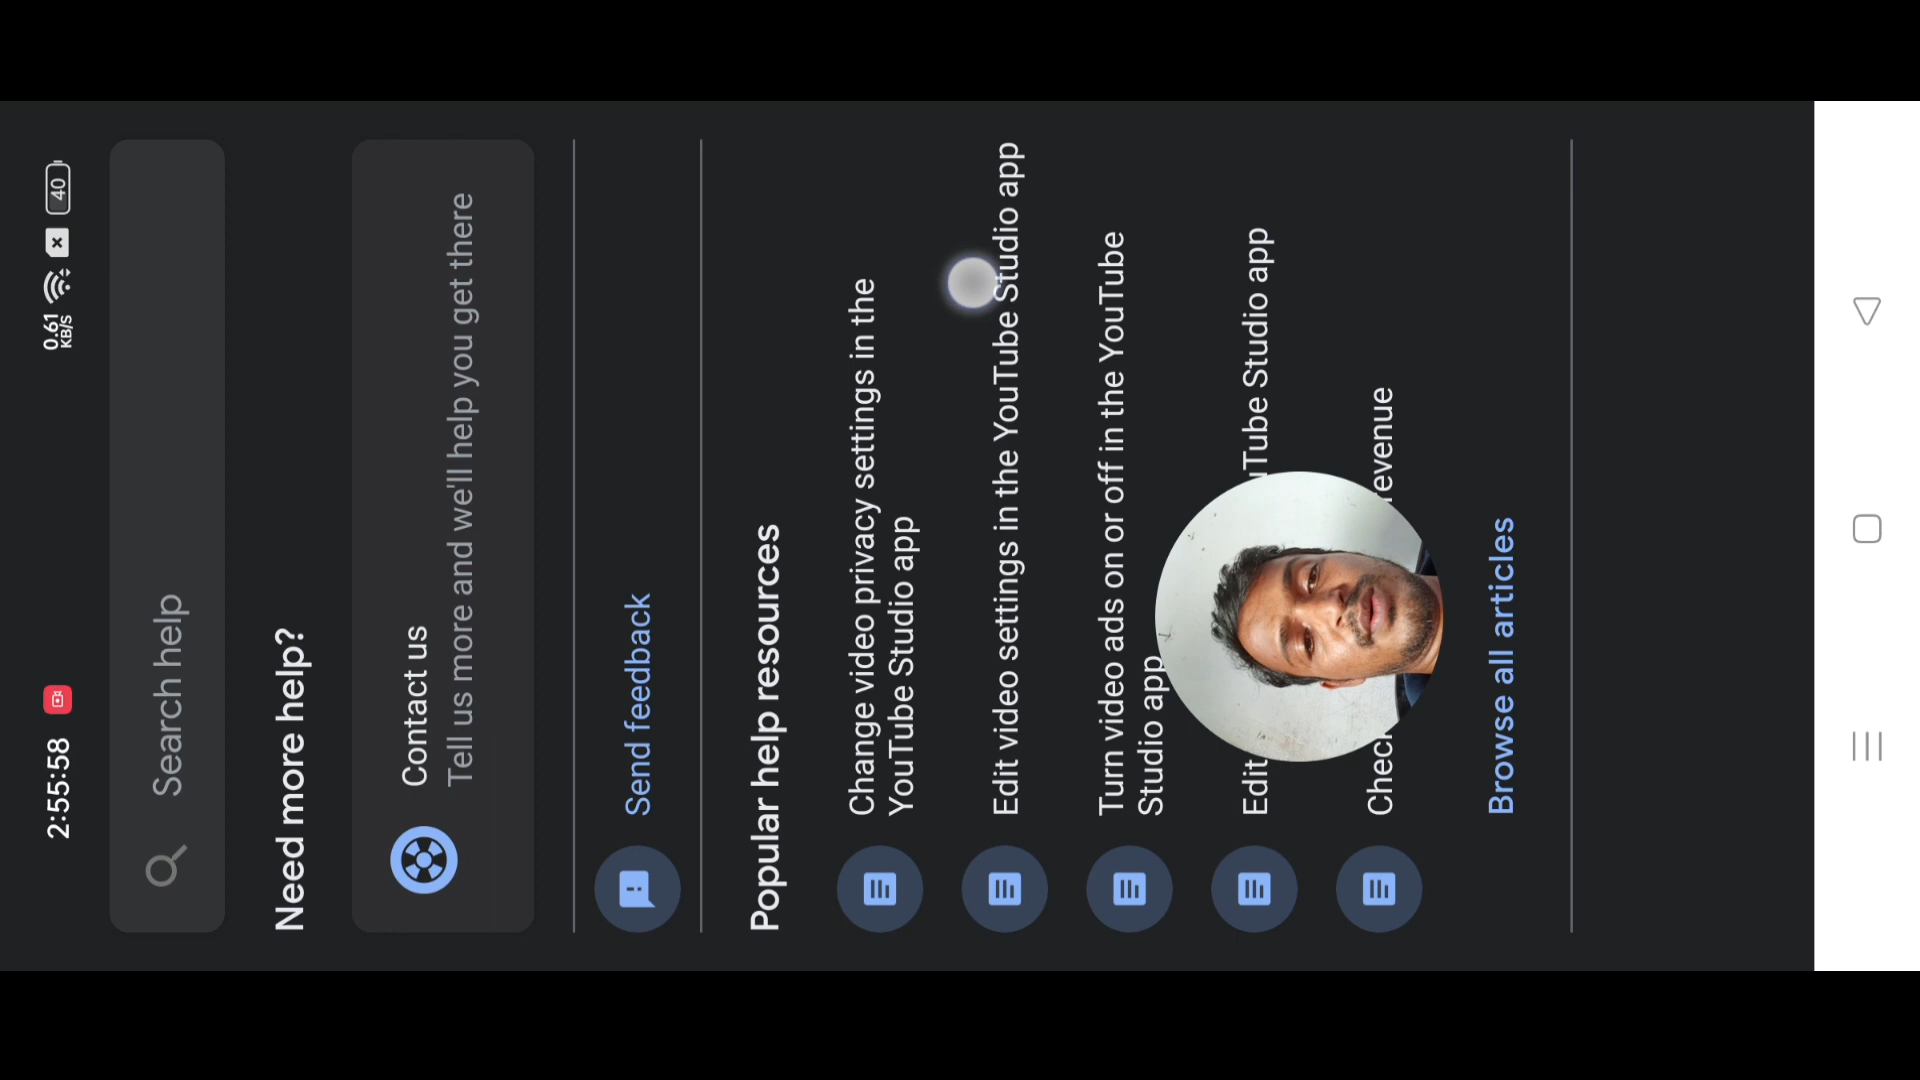 2:55:58
0.61
KB/S
40
Search help
Need more help?
Contact us
Tell us more and we'll help you get there
Send feedback
Popular help resources
Change video privacy settings in the
YouTube Studio app
Edit video settings in the YouTube Studio app
Turn video ads on or off in the YouTube
Studio app
Edit
Studio app
Browse all articles